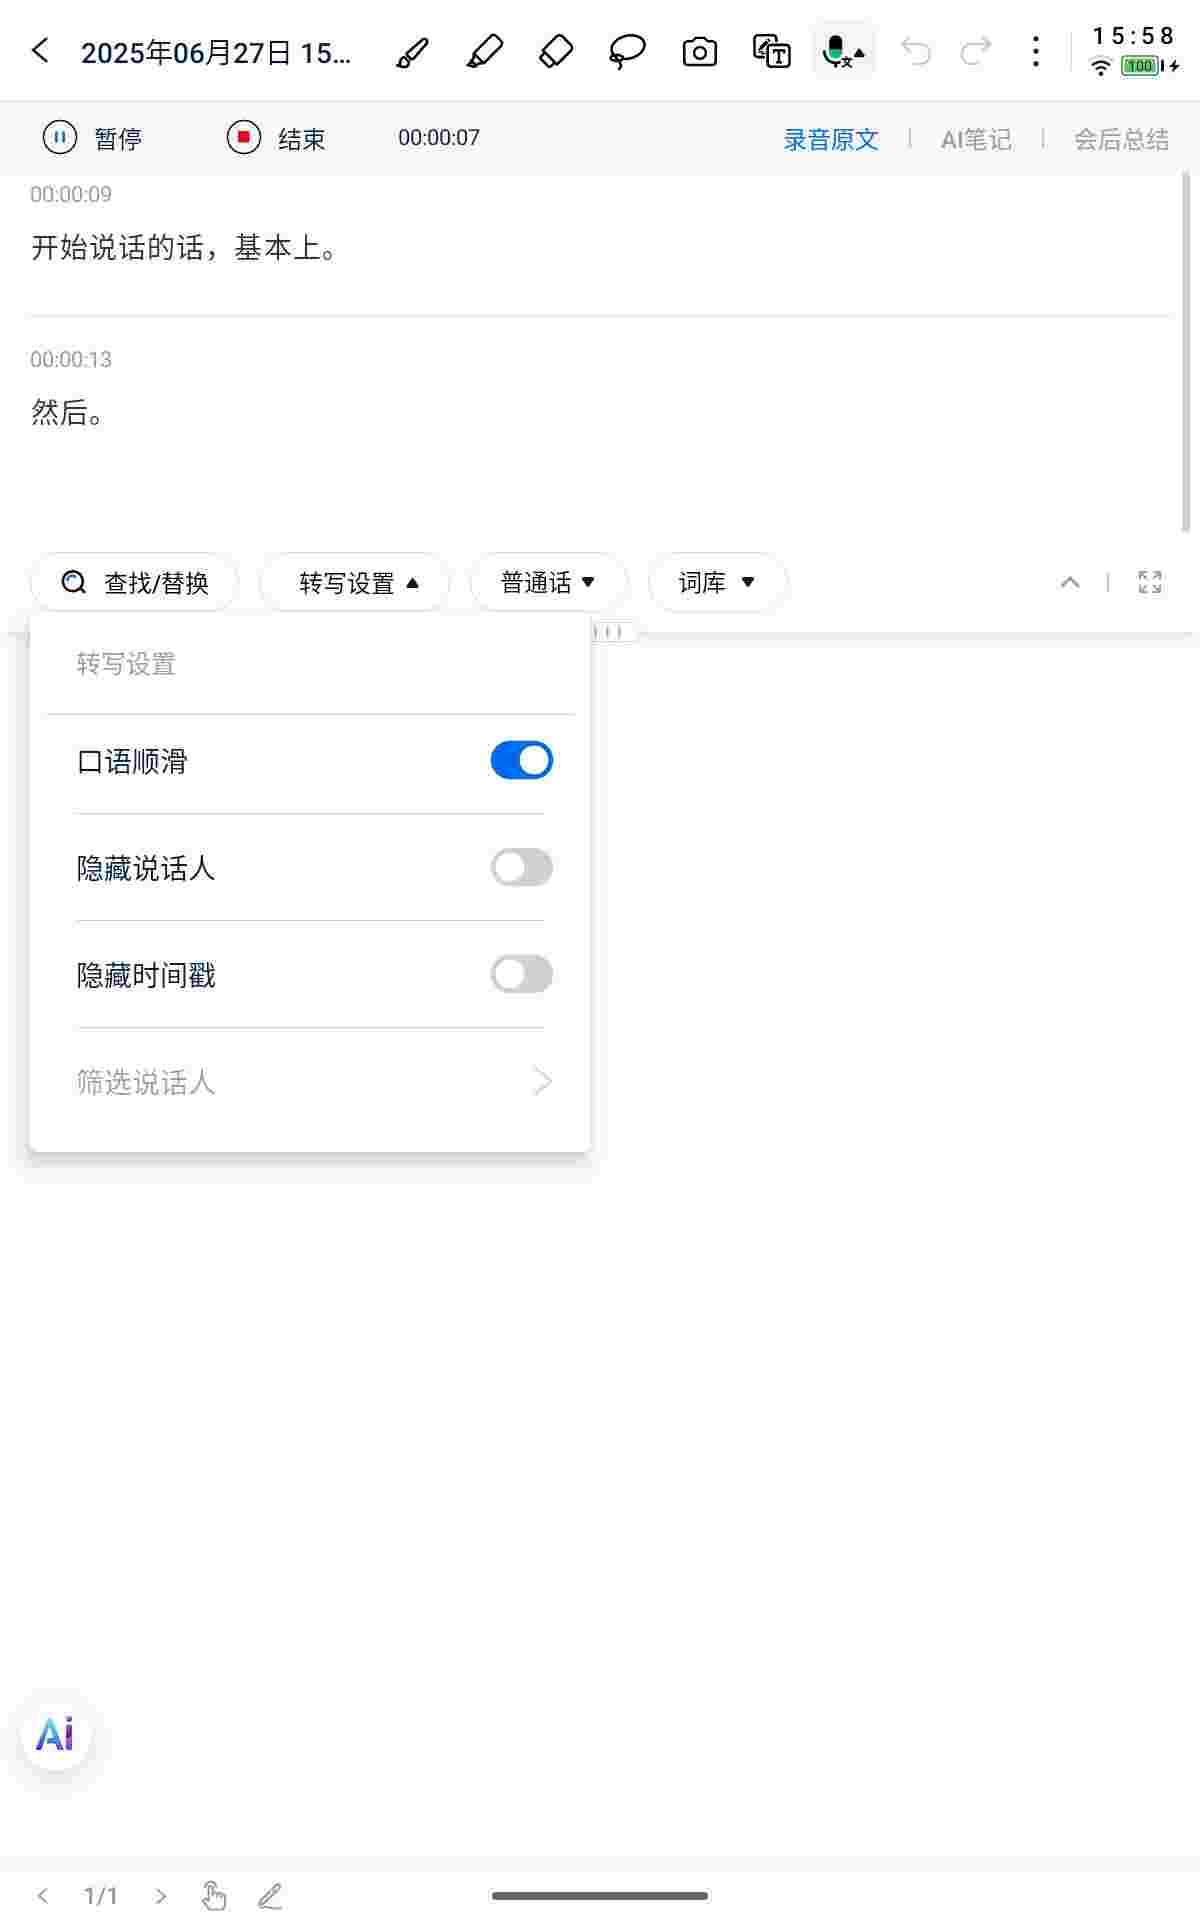 2025年06月27日 15...
15:58
100
暂停
结束
00:00:07
录音原文
AI笔记
会后总结
00:00:09
开始说话的话，基本上。
00:00:13
然后。
查找/替换
转写设置
普通话
词库
转写设置
口语顺滑
隐藏说话人
隐藏时间戳
筛选说话人
Ai
1/1